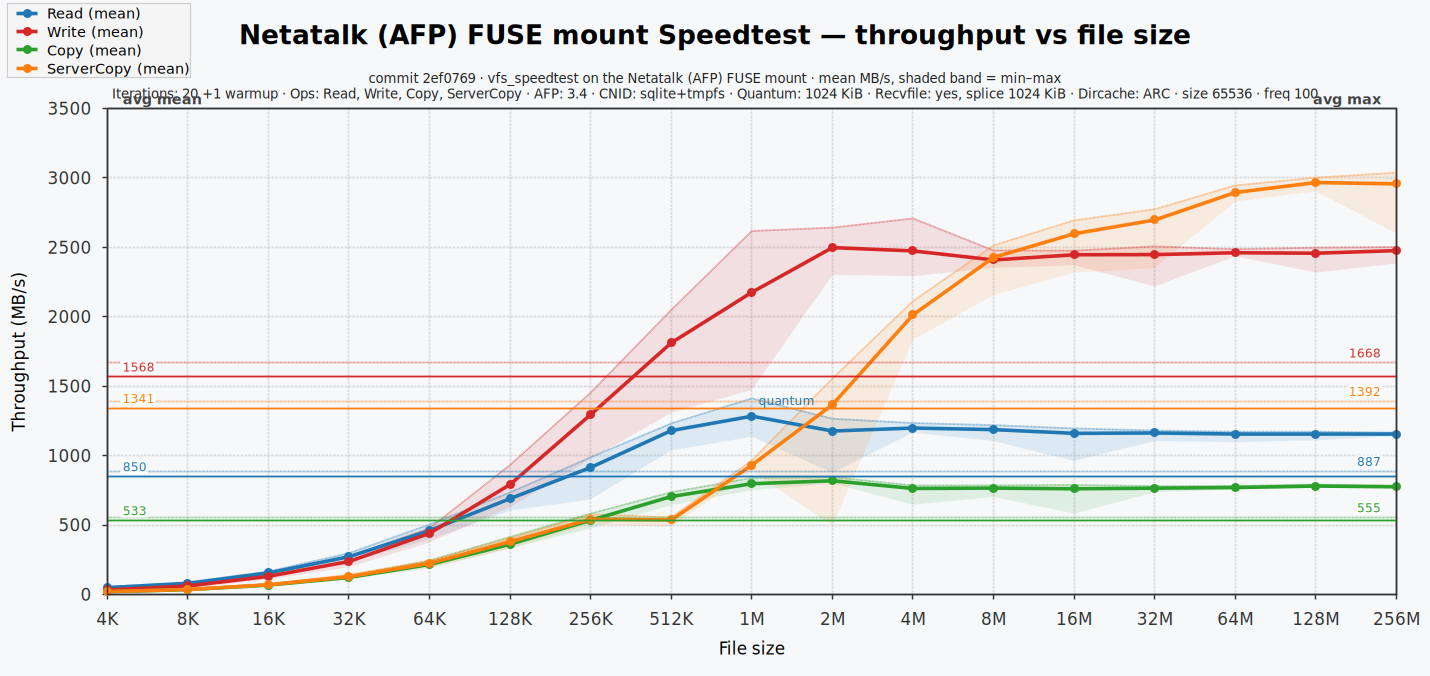 Read (mean)
Write (mean)
Copy (mean)
ServerCopy (mean)
Netatalk (AFP) FUSE mount Speedtest — throughput vs file size
commit 2ef0769 · vfs_speedtest on the Netatalk (AFP) FUSE mount · mean MB/s, shaded band = min–max
Iterations: 20 +1 warmup · Ops: Read, Write, Copy, ServerCopy · AFP: 3.4 · CNID: sqlite+tmpfs · Quantum: 1024 KiB · Recvfile: yes, splice 1024 KiB · Dircache: ARC · size 65536 · freq 100
avg mean
avg max
3500
3000
2500
2000
1500
1000
500
0
Throughput (MB/s)
1568
1341
850
533
quantum
1668
1392
887
555
4K 8K 16K 32K 64K 128K 256K 512K 1M 2M 4M 8M 16M 32M 64M 128M 256M
File size